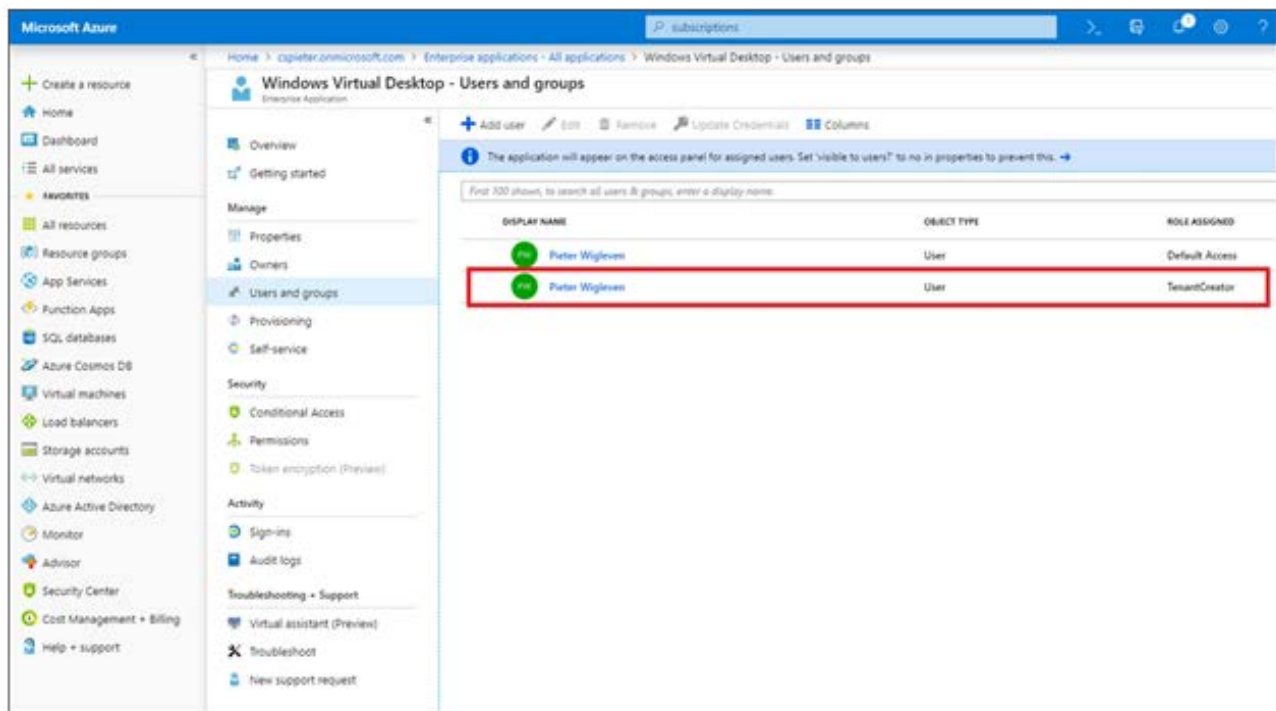 Microsoft Azure
subscriptions
Home > cspieter.onmicrosoft.com > Enterprise applications - All applications > Windows Virtual Desktop - Users and groups
Windows Virtual Desktop - Users and groups
Enterprise Application
Create a resource
Home
Dashboard
All services
FAVORITES
All resources
Resource groups
App Services
Function Apps
SQL databases
Azure Cosmos DB
Virtual machines
Load balancers
Storage accounts
Virtual networks
Azure Active Directory
Monitor
Advisor
Security Center
Cost Management + Billing
Help + support
Overview
Getting started
Manage
Properties
Owners
Users and groups
Provisioning
Self-service
Security
Conditional Access
Permissions
Token encryption (Preview)
Activity
Sign-ins
Audit logs
Troubleshooting + Support
Virtual assistant (Preview)
Troubleshoot
New support request
Add user Edit Remove Update Credentials Columns
The application will appear on the access panel for assigned users. Set 'visible to users?' to no in properties to prevent this.
First 100 shown, to search all users & groups, enter a display name.
DISPLAY NAME OBJECT TYPE ROLE ASSIGNED
PW Pieter Wigleven User Default Access
PW Pieter Wigleven User TenantCreator